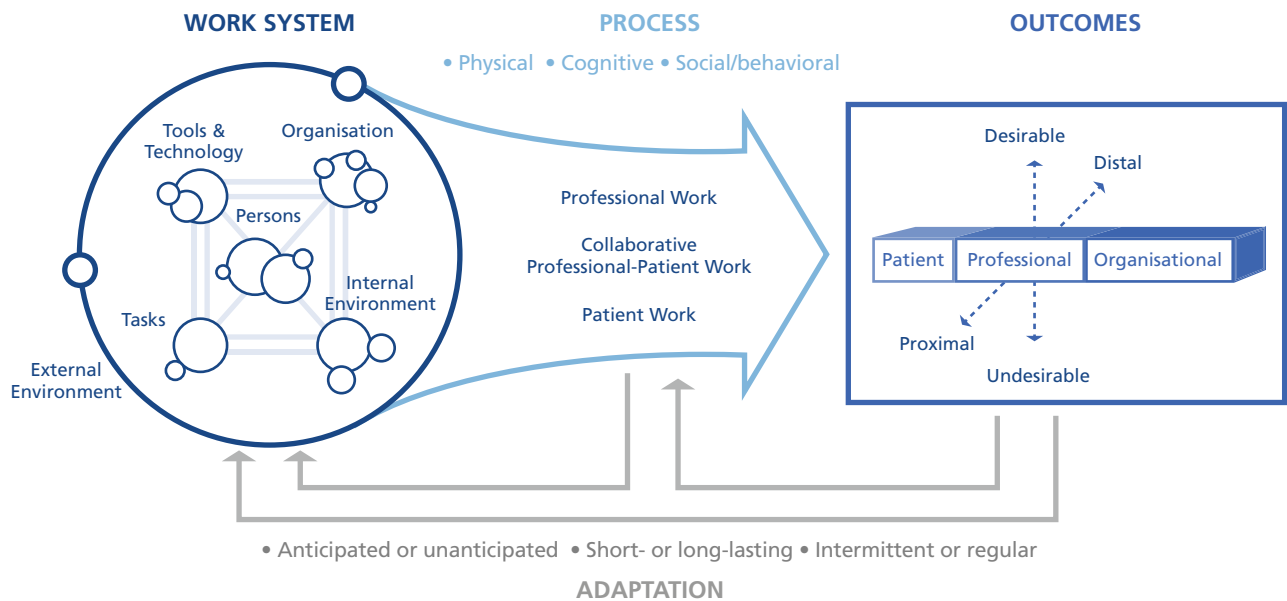 WORK SYSTEM
PROCESS
OUTCOMES
• Physical • Cognitive • Social/behavioral
Tools &
Technology
Organisation
Persons
Internal
Environment
Tasks
External
Environment
Professional Work
Collaborative
Professional-Patient Work
Patient Work
Desirable
Distal
Patient
Professional
Organisational
Proximal
Undesirable
• Anticipated or unanticipated • Short- or long-lasting • Intermittent or regular
ADAPTATION